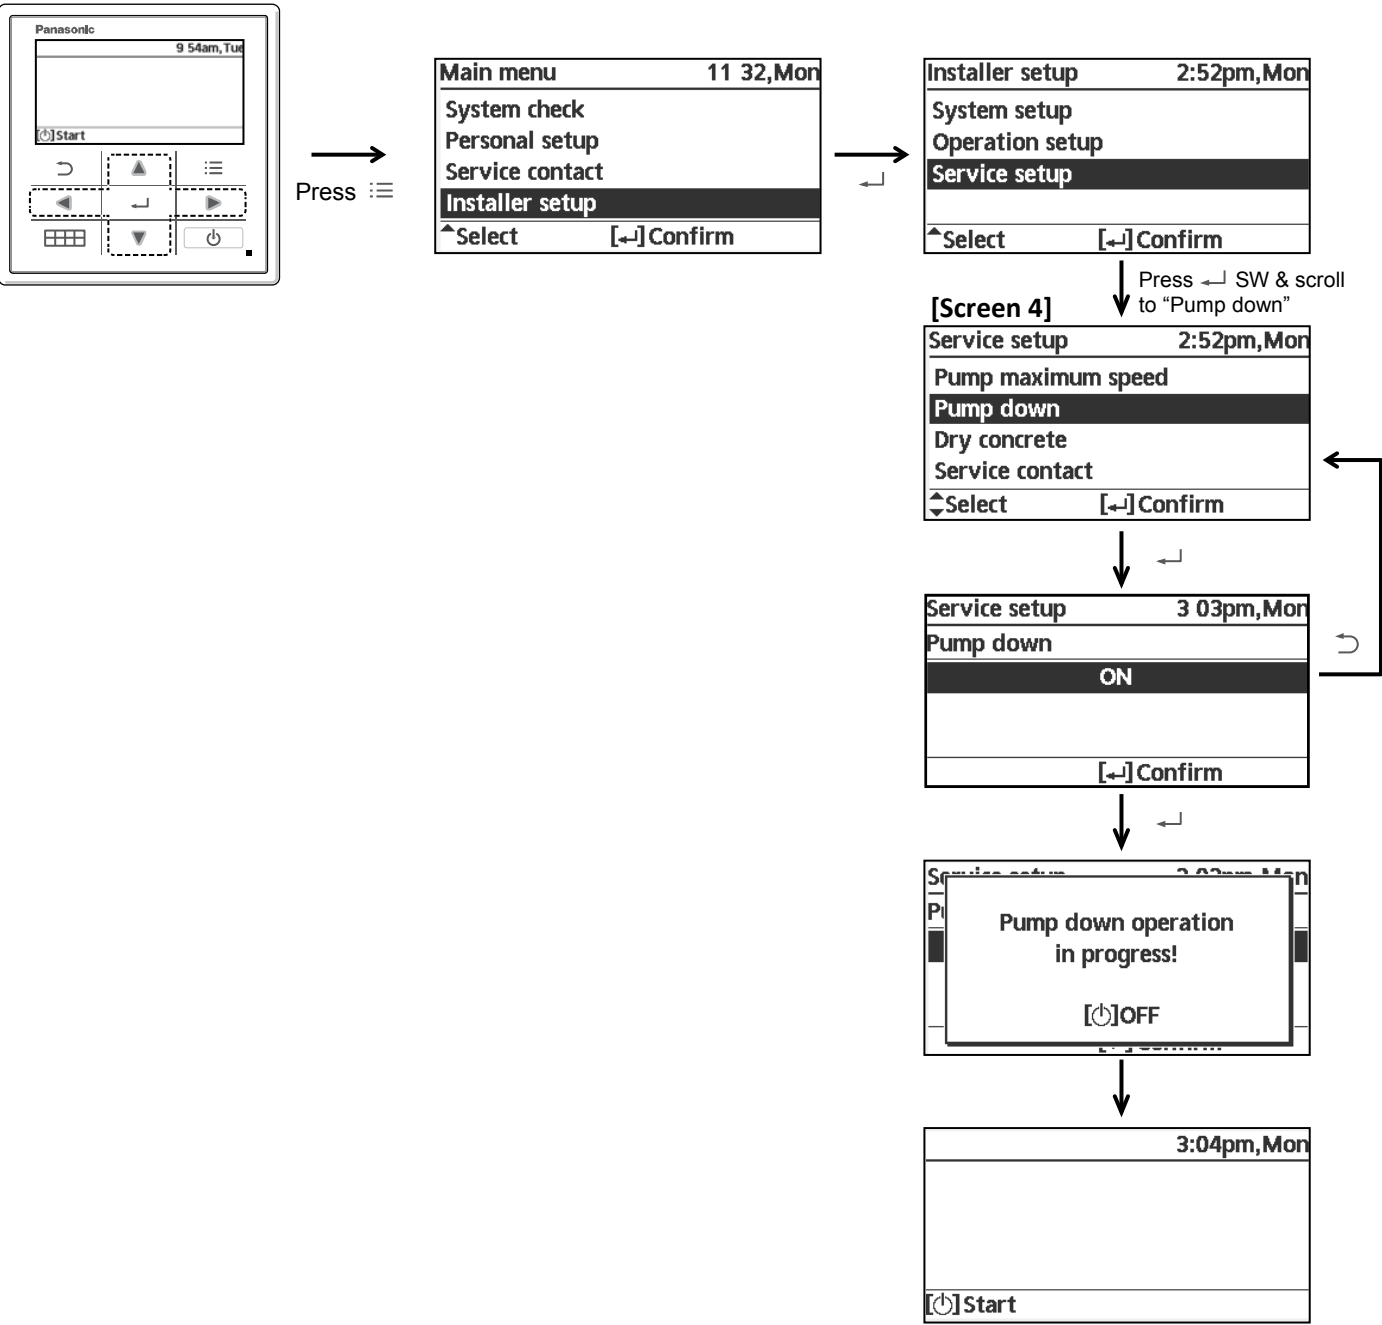 Panasonic
9 54am,Tue
[⏻]Start
Press
Main menu 11 32,Mon
System check
Personal setup
Service contact
Installer setup
Select [↵]Confirm
Installer setup 2:52pm,Mon
System setup
Operation setup
Service setup
Select [↵]Confirm
Press ↵ SW & scroll
to “Pump down”
[Screen 4]
Service setup 2:52pm,Mon
Pump maximum speed
Pump down
Dry concrete
Service contact
Select [↵]Confirm
Service setup 3 03pm,Mon
Pump down
ON
[↵]Confirm
Pump down operation
in progress!
[⏻]OFF
3:04pm,Mon
[⏻]Start